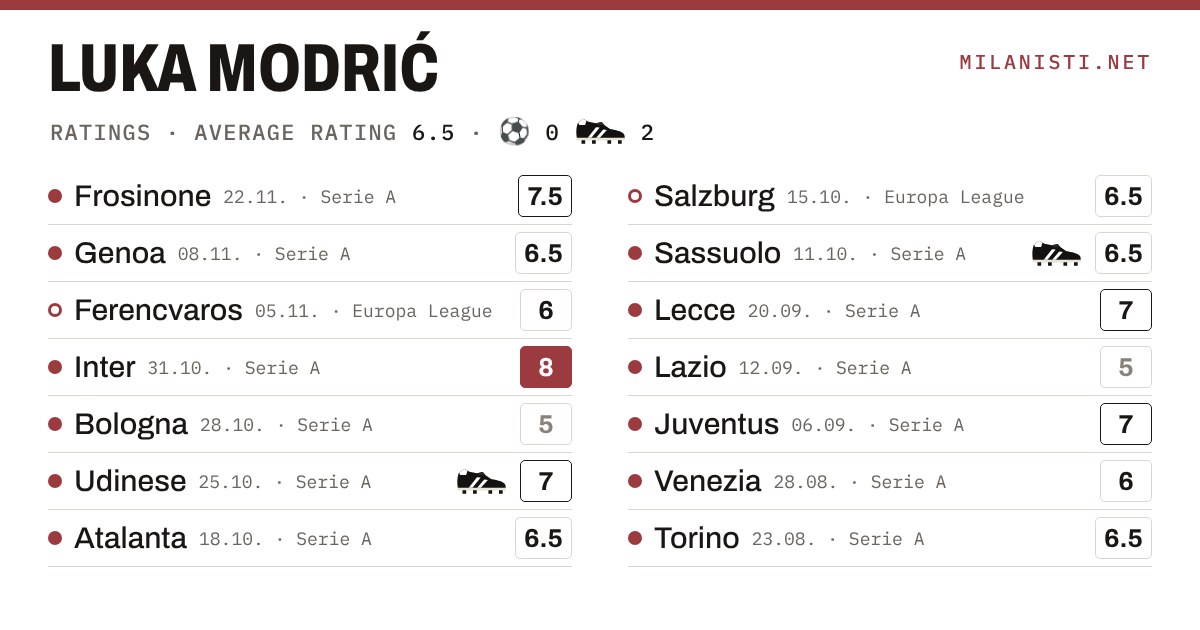 LUKA MODRIĆ
MILANISTI.NET
RATINGS · AVERAGE RATING 6.5 · ⚽ 0 2
Frosinone 22.11. · Serie A 7.5
Genoa 08.11. · Serie A 6.5
Ferencvaros 05.11. · Europa League 6
Inter 31.10. · Serie A 8
Bologna 28.10. · Serie A 5
Udinese 25.10. · Serie A 7
Atalanta 18.10. · Serie A 6.5
Salzburg 15.10. · Europa League 6.5
Sassuolo 11.10. · Serie A 6.5
Lecce 20.09. · Serie A 7
Lazio 12.09. · Serie A 5
Juventus 06.09. · Serie A 7
Venezia 28.08. · Serie A 6
Torino 23.08. · Serie A 6.5